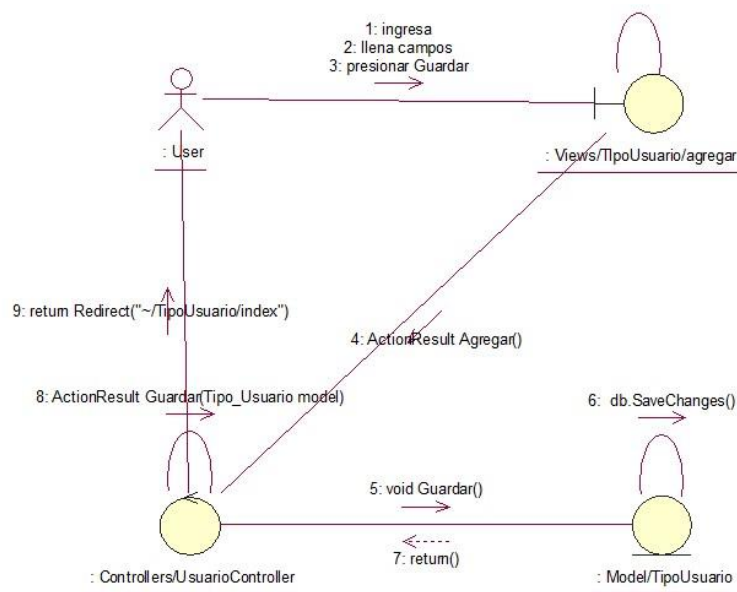 1: ingresa
2: llena campos
3: presionar Guardar
: User
: Views/TIpoUsuario/agregar
9: return Redirect("~/TipoUsuario/index")
4: ActionResult Agregar()
8: ActionResult Guardar(Tipo_Usuario model)
6: db.SaveChanges()
5: void Guardar()
7: return()
: Controllers/UsuarioController
: Model/TipoUsuario